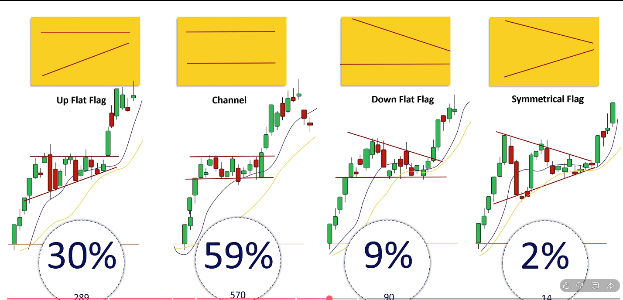 Up Flat Flag
Channel
Down Flat Flag
Symmetrical Flag
30%
59%
9%
2%
289
570
90
14